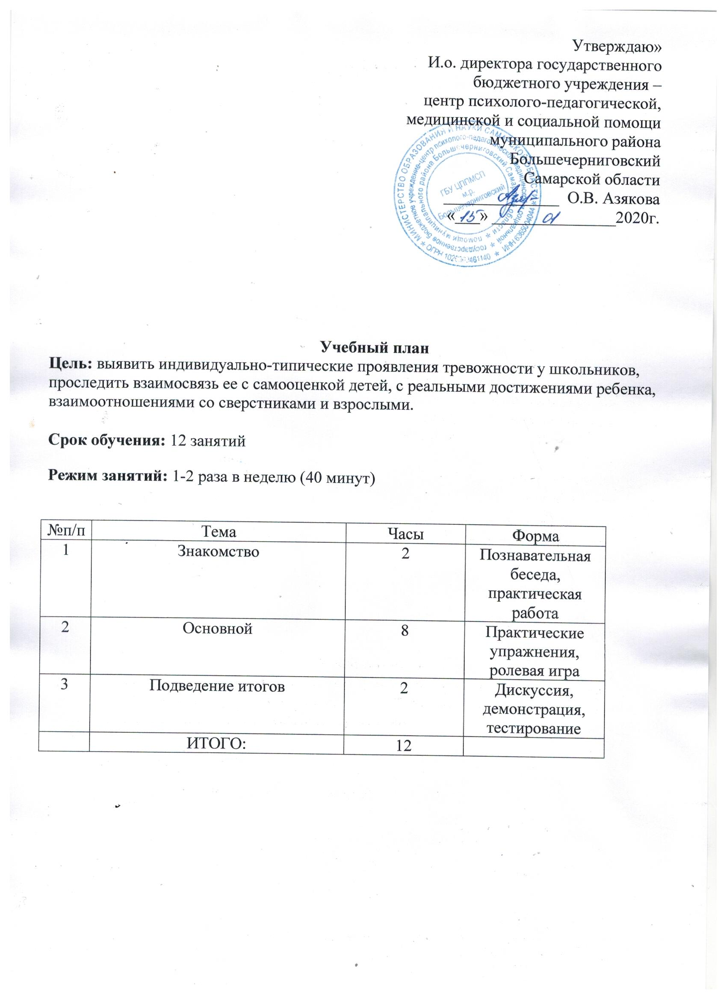 Утверждаю»
И.о. директора государственного
бюджетного учреждения –
центр психолого-педагогической,
медицинской и социальной помощи
муниципального района
Большечерниговский
Самарской области
О.В. Азякова
«15» 01 2020г.
МИНИСТЕРСТВО ОБРАЗОВАНИЯ И НАУКИ САМАРСКОЙ ОБЛАСТИ
ИНН 6365004044
ОГРН
государственное бюджетное учреждение-центр психолого-педагогической, медицинской и социальной
помощи муниципального района Большечерниговский Самарской области
ГБУ ЦППМСП
м.р.
Большечерниговский
Учебный план
Цель: выявить индивидуально-типические проявления тревожности у школьников,
проследить взаимосвязь ее с самооценкой детей, с реальными достижениями ребенка,
взаимоотношениями со сверстниками и взрослыми.
Срок обучения: 12 занятий
Режим занятий: 1-2 раза в неделю (40 минут)
№п/п Тема Часы Форма
1 Знакомство 2 Познавательная
беседа,
практическая
работа
2 Основной 8 Практические
упражнения,
ролевая игра
3 Подведение итогов 2 Дискуссия,
демонстрация,
тестирование
ИТОГО: 12